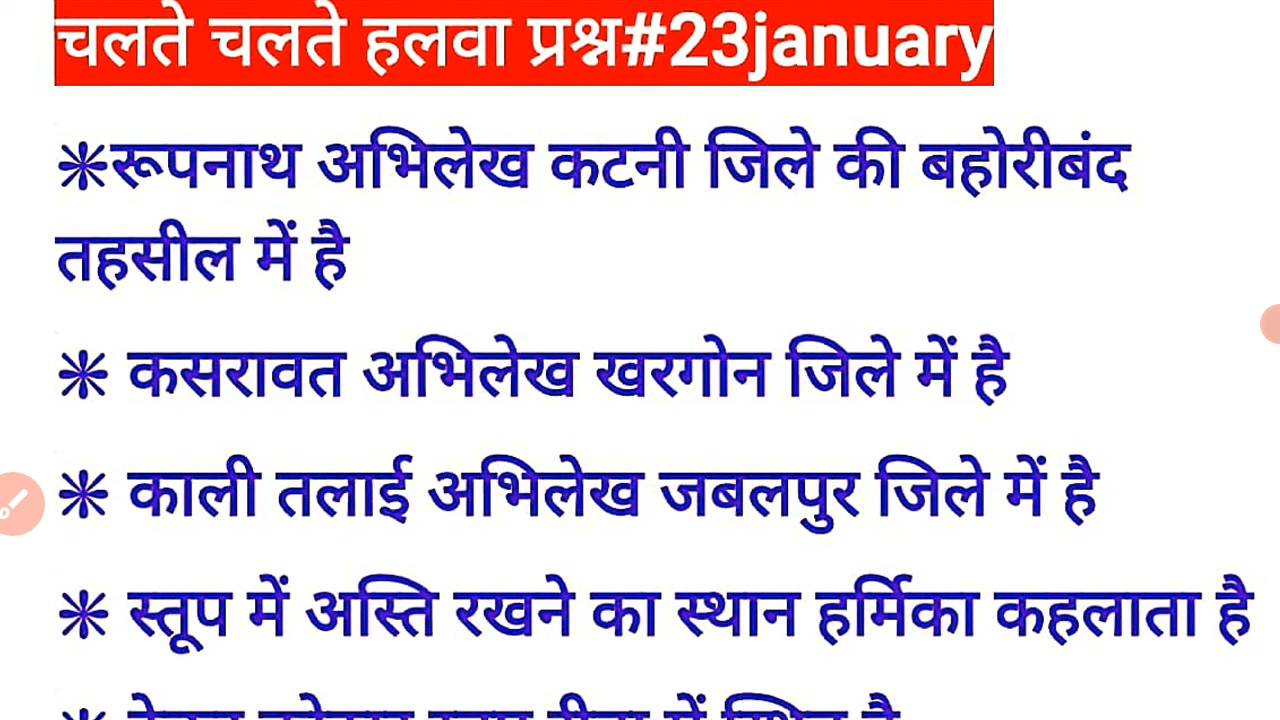 चलते चलते हलवा प्रश्न#23january
❊रूपनाथ अभिलेख कटनी जिले की बहोरीबंद
तहसील में है
❊ कसरावत अभिलेख खरगोन जिले में है
❊ काली तलाई अभिलेख जबलपुर जिले में है
❊ स्तूप में अस्ति रखने का स्थान हर्मिका कहलाता है